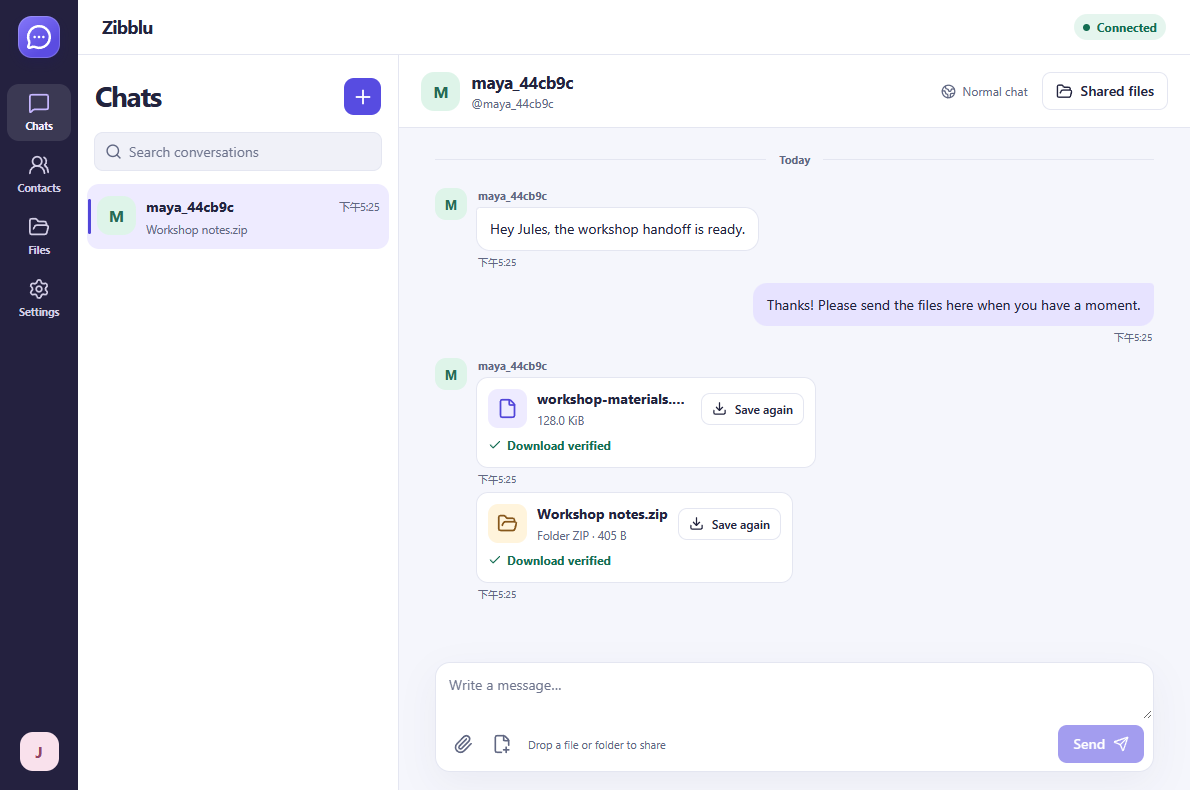 Zibblu
Connected
Chats
Contacts
Files
Settings
J
Chats
Search conversations
M
maya_44cb9c
下午5:25
Workshop notes.zip
M
maya_44cb9c
@maya_44cb9c
Normal chat
Shared files
Today
M
maya_44cb9c
Hey Jules, the workshop handoff is ready.
下午5:25
Thanks! Please send the files here when you have a moment.
下午5:25
M
maya_44cb9c
workshop-materials....
128.0 KiB
Save again
Download verified
下午5:25
Workshop notes.zip
Folder ZIP · 405 B
Save again
Download verified
下午5:25
Write a message...
Drop a file or folder to share
Send